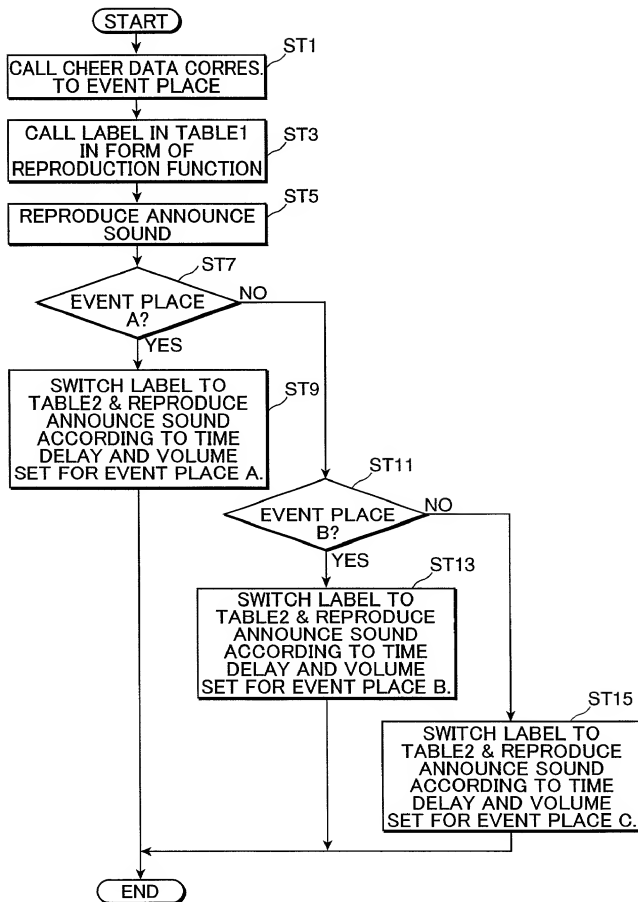 START
ST1
CALL CHEER DATA CORRES.
TO EVENT PLACE
CALL LABEL IN TABLE1
IN FORM OF
REPRODUCTION FUNCTION
ST3
ST5
REPRODUCE ANNOUNCE
SOUND
ST7
EVENT PLACE
A?
NO
YES
SWITCH LABEL TO
TABLE2 & REPRODUCE
ANNOUNCE SOUND
ACCORDING TO TIME
DELAY AND VOLUME
SET FOR EVENT PLACE A.
ST9
ST11
EVENT PLACE
B?
NO
YES
ST13
SWITCH LABEL TO
TABLE2 & REPRODUCE
ANNOUNCE SOUND
ACCORDING TO TIME
DELAY AND VOLUME
SET FOR EVENT PLACE B.
ST15
SWITCH LABEL TO
TABLE2 & REPRODUCE
ANNOUNCE SOUND
ACCORDING TO TIME
DELAY AND VOLUME
SET FOR EVENT PLACE C.
END